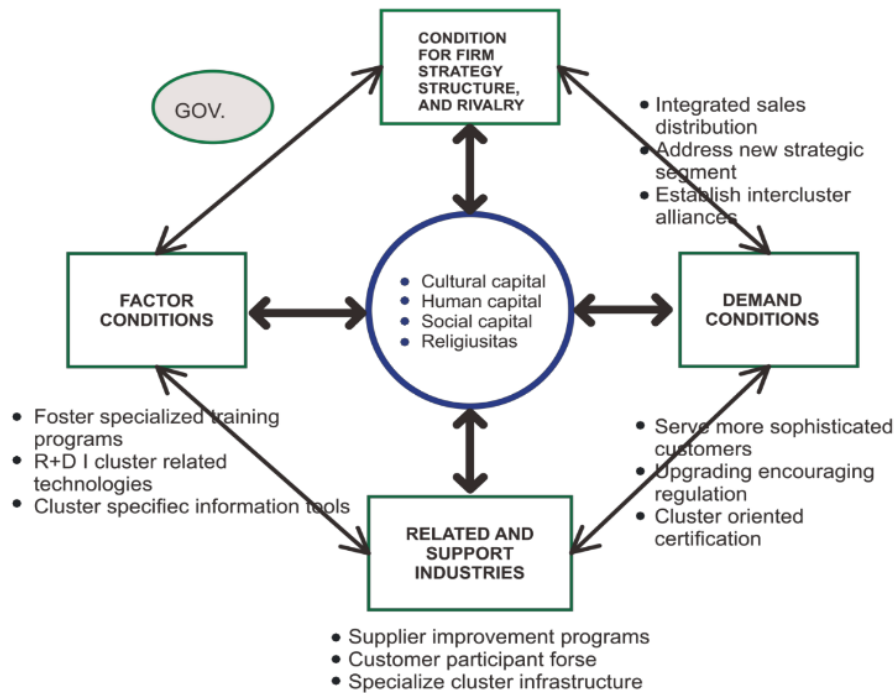 CONDITION
FOR FIRM
STRATEGY
STRUCTURE,
AND RIVALRY
GOV.
• Integrated sales
distribution
• Address new strategic
segment
• Establish intercluster
alliances
FACTOR
CONDITIONS
• Cultural capital
• Human capital
• Social capital
• Religiusitas
DEMAND
CONDITIONS
• Foster specialized training
programs
• R+D I cluster related
technologies
• Cluster specifiec information tools
• Serve more sophisticated
customers
• Upgrading encouraging
regulation
• Cluster oriented
certification
RELATED AND
SUPPORT
INDUSTRIES
• Supplier improvement programs
• Customer participant forse
• Specialize cluster infrastructure